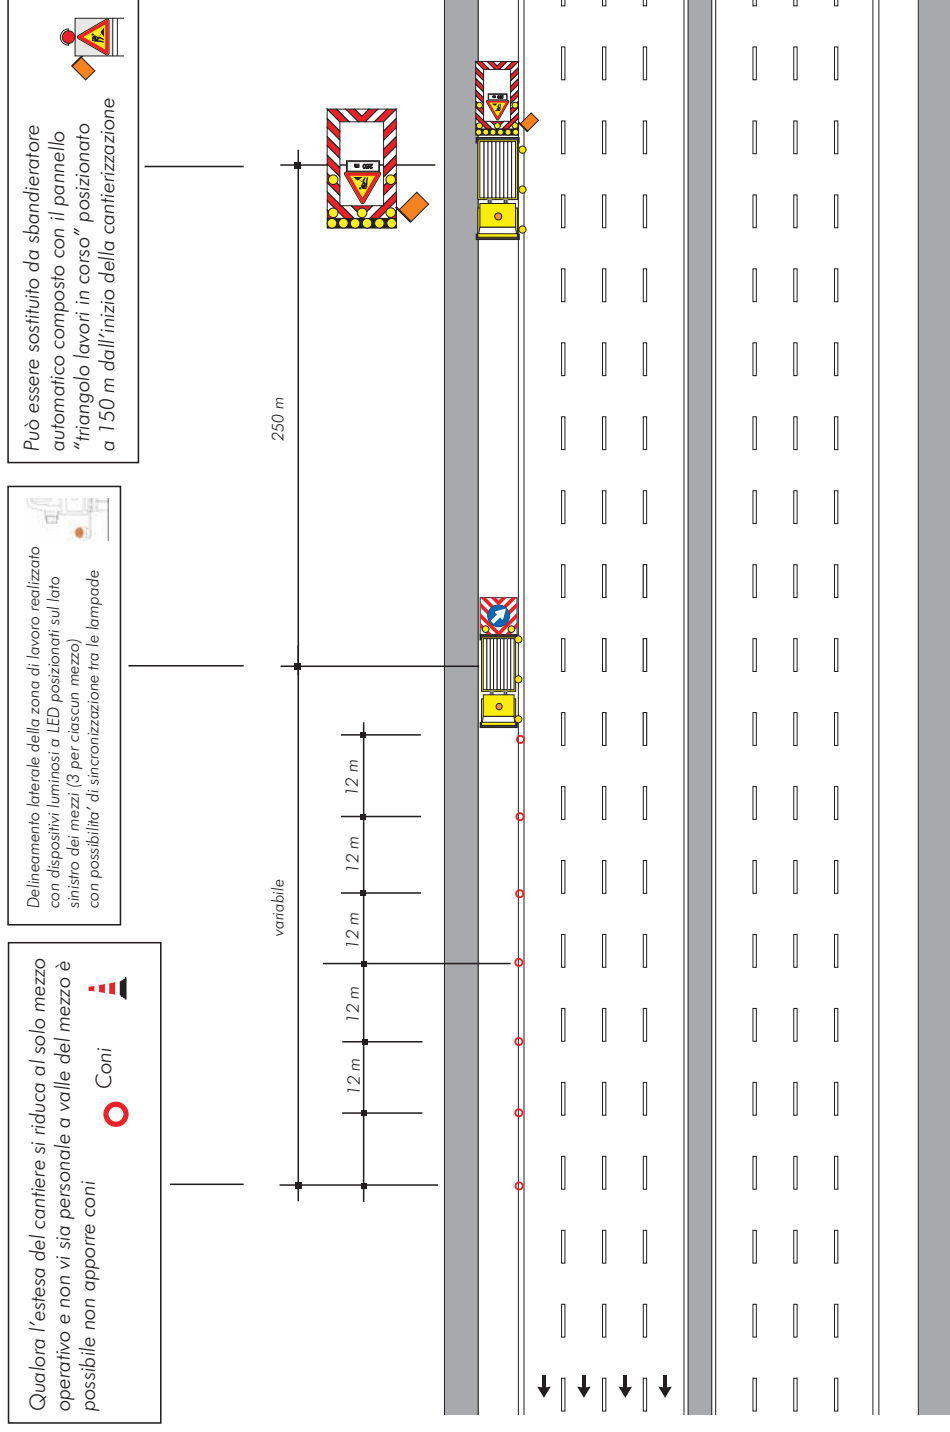 Può essere sostituito da sbandieratore
automatico composto con il pannello
“triangolo lavori in corso” posizionato
a 150 m dall’inizio della cantierizzazione
Delineamento laterale della zona di lavoro realizzato
con dispositivi luminosi a LED posizionati sul lato
sinistro dei mezzi (3 per ciascun mezzo)
con possibilita’ di sincronizzazione tra le lampade
Qualora l’estesa del cantiere si riduca al solo mezzo
operativo e non vi sia personale a valle del mezzo è
possibile non apporre coni
Coni
250 m
variabile
12 m
12 m
12 m
12 m
12 m
250 m